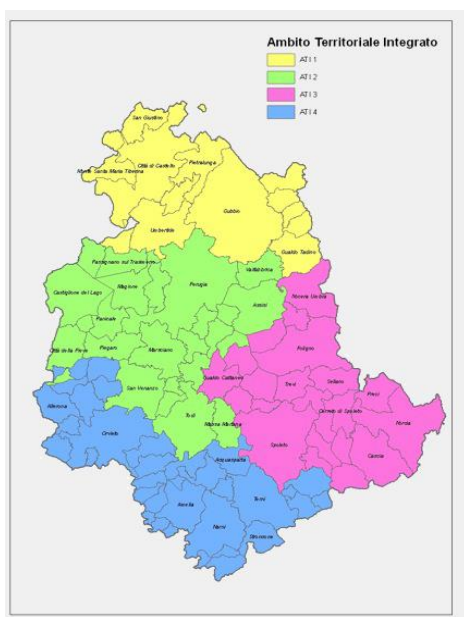 Ambito Territoriale Integrato
ATI 1
ATI 2
ATI 3
ATI 4
San Giustino
Città di Castello
Pietralunga
Monte Santa Maria Tiberina
Gubbio
Umbertide
Gualdo Tadino
Passignano sul Trasimeno
Valfabbrica
Perugia
Magione
Castiglione del Lago
Nocera Umbra
Assisi
Panicale
Foligno
Città della Pieve
Piegaro
Marsciano
Gualdo Cattaneo
Trevi
Sellano
San Venanzo
Preci
Allerona
Todi
Massa Martana
Cerreto di Spoleto
Norcia
Orvieto
Spoleto
Acquasparta
Cascia
Amelia
Terni
Narni
Stroncone